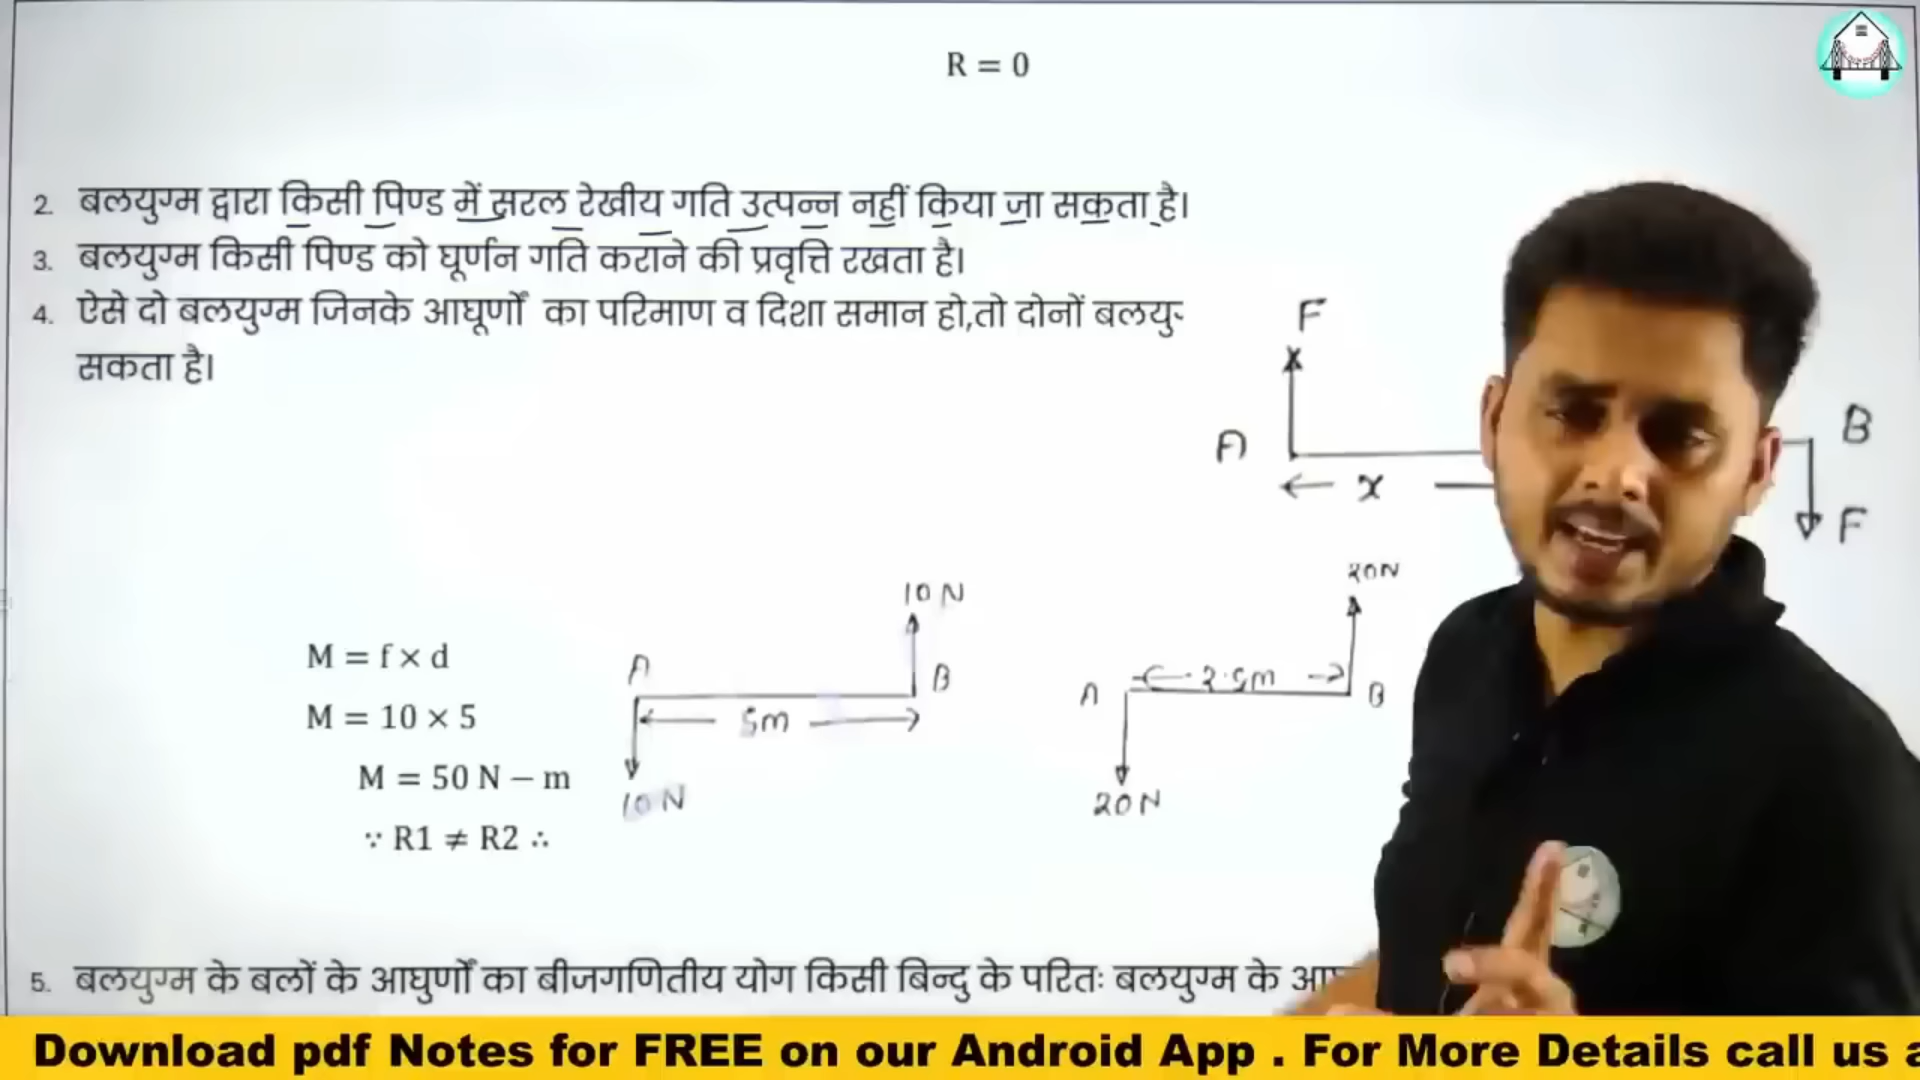 R = 0
2. बलयुग्म द्वारा किसी पिण्ड में सरल रेखीय गति उत्पन्न नहीं किया जा सकता है।
3. बलयुग्म किसी पिण्ड को घूर्णन गति कराने की प्रवृत्ति रखता है।
4. ऐसे दो बलयुग्म जिनके आघूर्णों का परिमाण व दिशा समान हो,तो दोनों
सकता है।
F
A
B
x
F
10 N
20N
M = f × d
A
B
A
2.5m
B
M = 10 × 5
5m
M = 50 N – m
10 N
20N
∵ R1 ≠ R2 ∴
5. बलयुग्म के बलों के आघुर्णों का बीजगणितीय योग किसी बिन्दु के परितः बलयुग्म के
Download pdf Notes for FREE on our Android App . For More Details call us